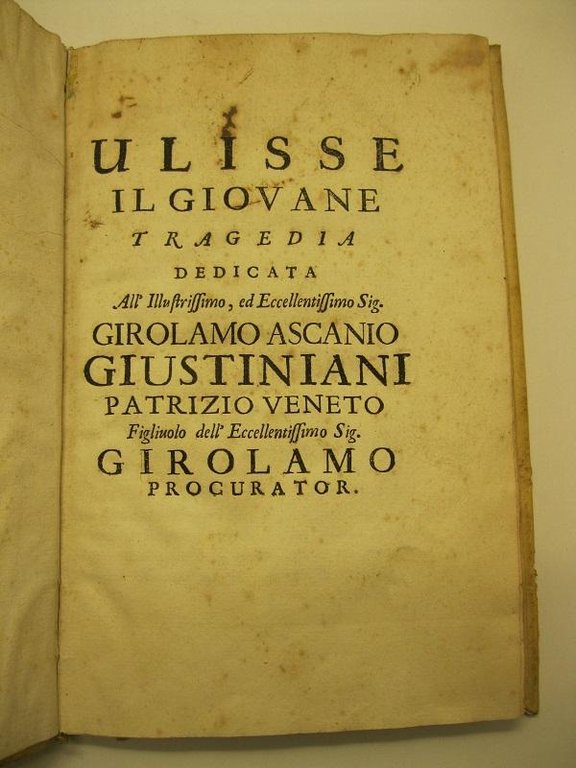 ULISSE
IL GIOVANE
TRAGEDIA
DEDICATA
All' Illuſtriſſimo, ed Eccellentiſſimo Sig.
GIROLAMO ASCANIO
GIUSTINIANI
PATRIZIO VENETO
Figliuolo dell' Eccellentiſſimo Sig.
GIROLAMO
PROCURATOR.